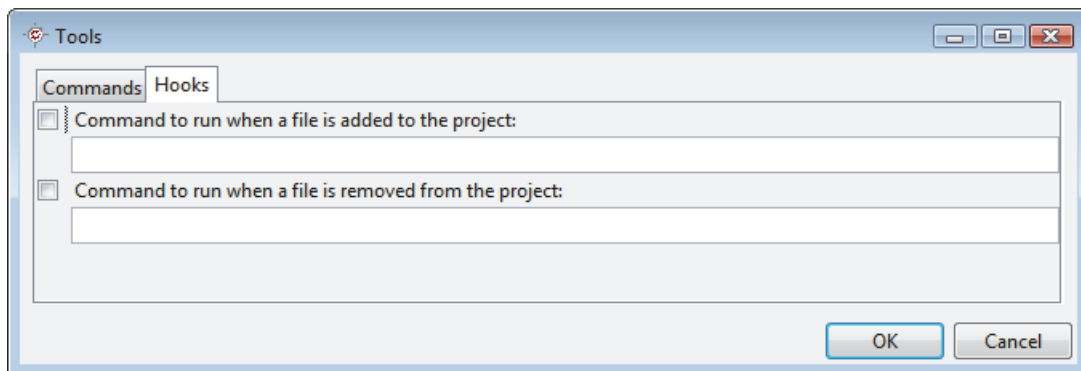 Tools
Commands Hooks
Command to run when a file is added to the project:
Command to run when a file is removed from the project:
OK Cancel